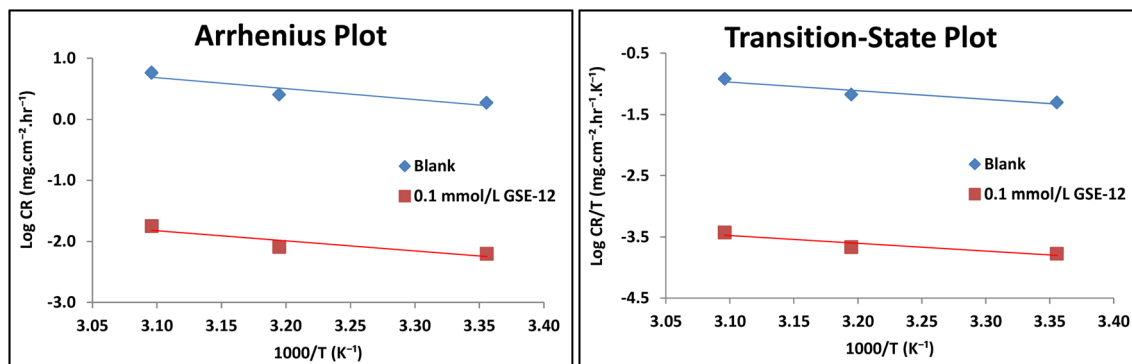 Arrhenius Plot
Log CR (mg.cm⁻².hr⁻¹)
1.0
0.0
-1.0
-2.0
-3.0
Blank
0.1 mmol/L GSE-12
3.05 3.10 3.15 3.20 3.25 3.30 3.35 3.40
1000/T (K⁻¹)
Transition-State Plot
Log CR/T (mg.cm⁻².hr⁻¹.K⁻¹)
-0.5
-1.5
-2.5
-3.5
-4.5
Blank
0.1 mmol/L GSE-12
3.05 3.10 3.15 3.20 3.25 3.30 3.35 3.40
1000/T (K⁻¹)